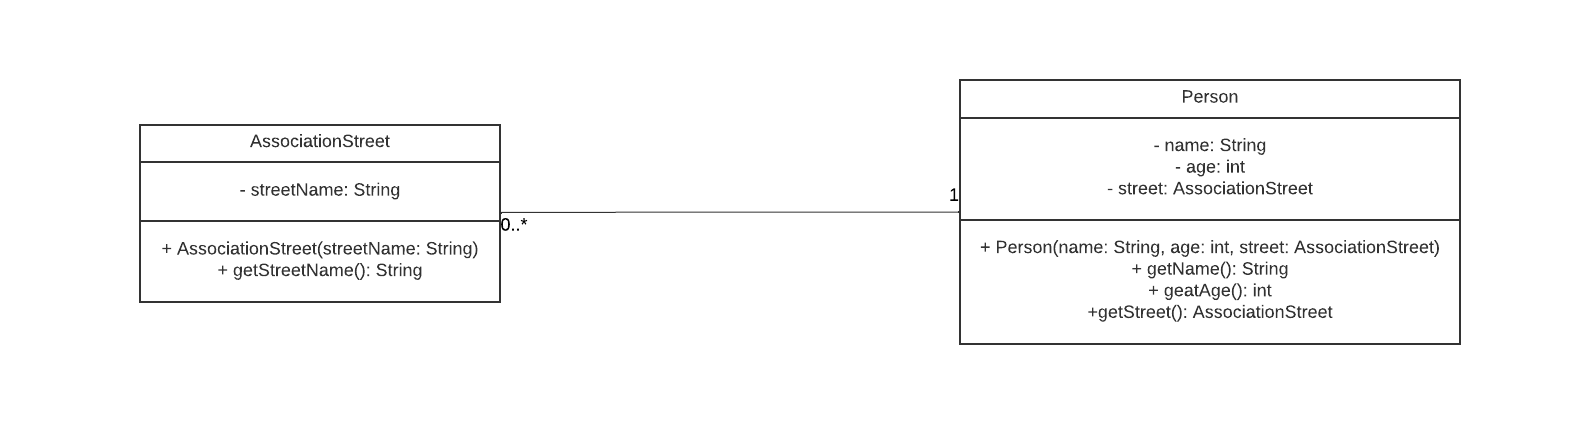 AssociationStreet
- streetName: String
+ AssociationStreet(streetName: String)
+ getStreetName(): String
0..*
1
Person
- name: String
- age: int
- street: AssociationStreet
+ Person(name: String, age: int, street: AssociationStreet)
+ getName(): String
+ geatAge(): int
+getStreet(): AssociationStreet